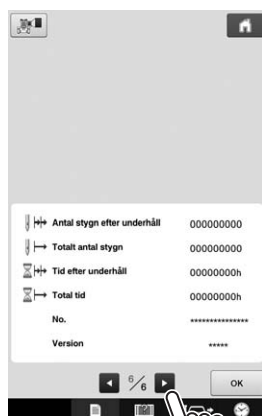 Antal stygn efter underhåll 000000000
Totalt antal stygn 000000000
Tid efter underhåll 00000000h
Total tid 00000000h
No. ***************
Version *****
6/6
OK